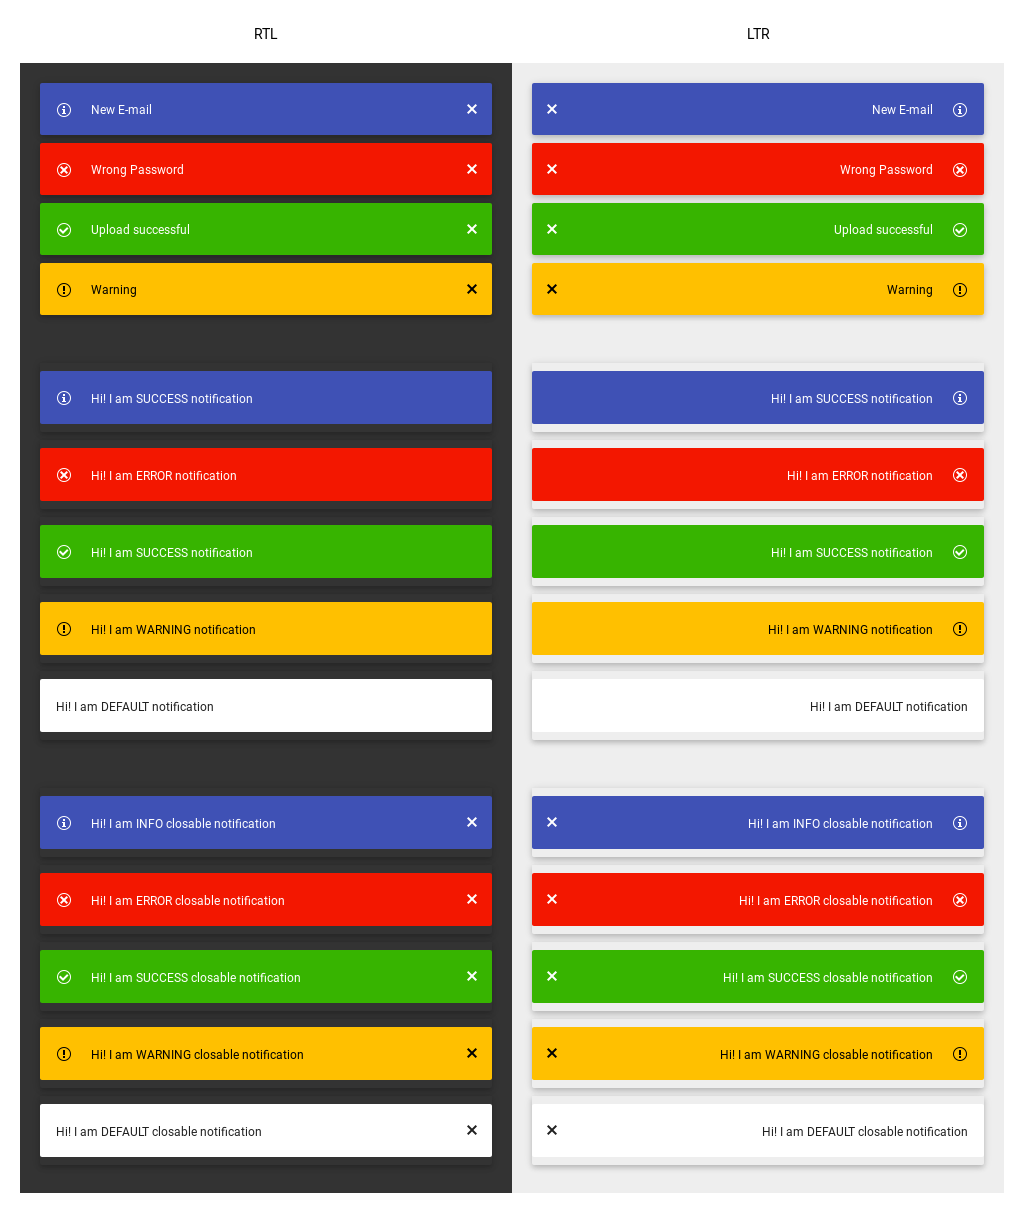 RTL
LTR
New E-mail
Wrong Password
Upload successful
Warning
Hi! I am SUCCESS notification
Hi! I am ERROR notification
Hi! I am SUCCESS notification
Hi! I am WARNING notification
Hi! I am DEFAULT notification
Hi! I am INFO closable notification
Hi! I am ERROR closable notification
Hi! I am SUCCESS closable notification
Hi! I am WARNING closable notification
Hi! I am DEFAULT closable notification
New E-mail
Wrong Password
Upload successful
Warning
Hi! I am SUCCESS notification
Hi! I am ERROR notification
Hi! I am SUCCESS notification
Hi! I am WARNING notification
Hi! I am DEFAULT notification
Hi! I am INFO closable notification
Hi! I am ERROR closable notification
Hi! I am SUCCESS closable notification
Hi! I am WARNING closable notification
Hi! I am DEFAULT closable notification